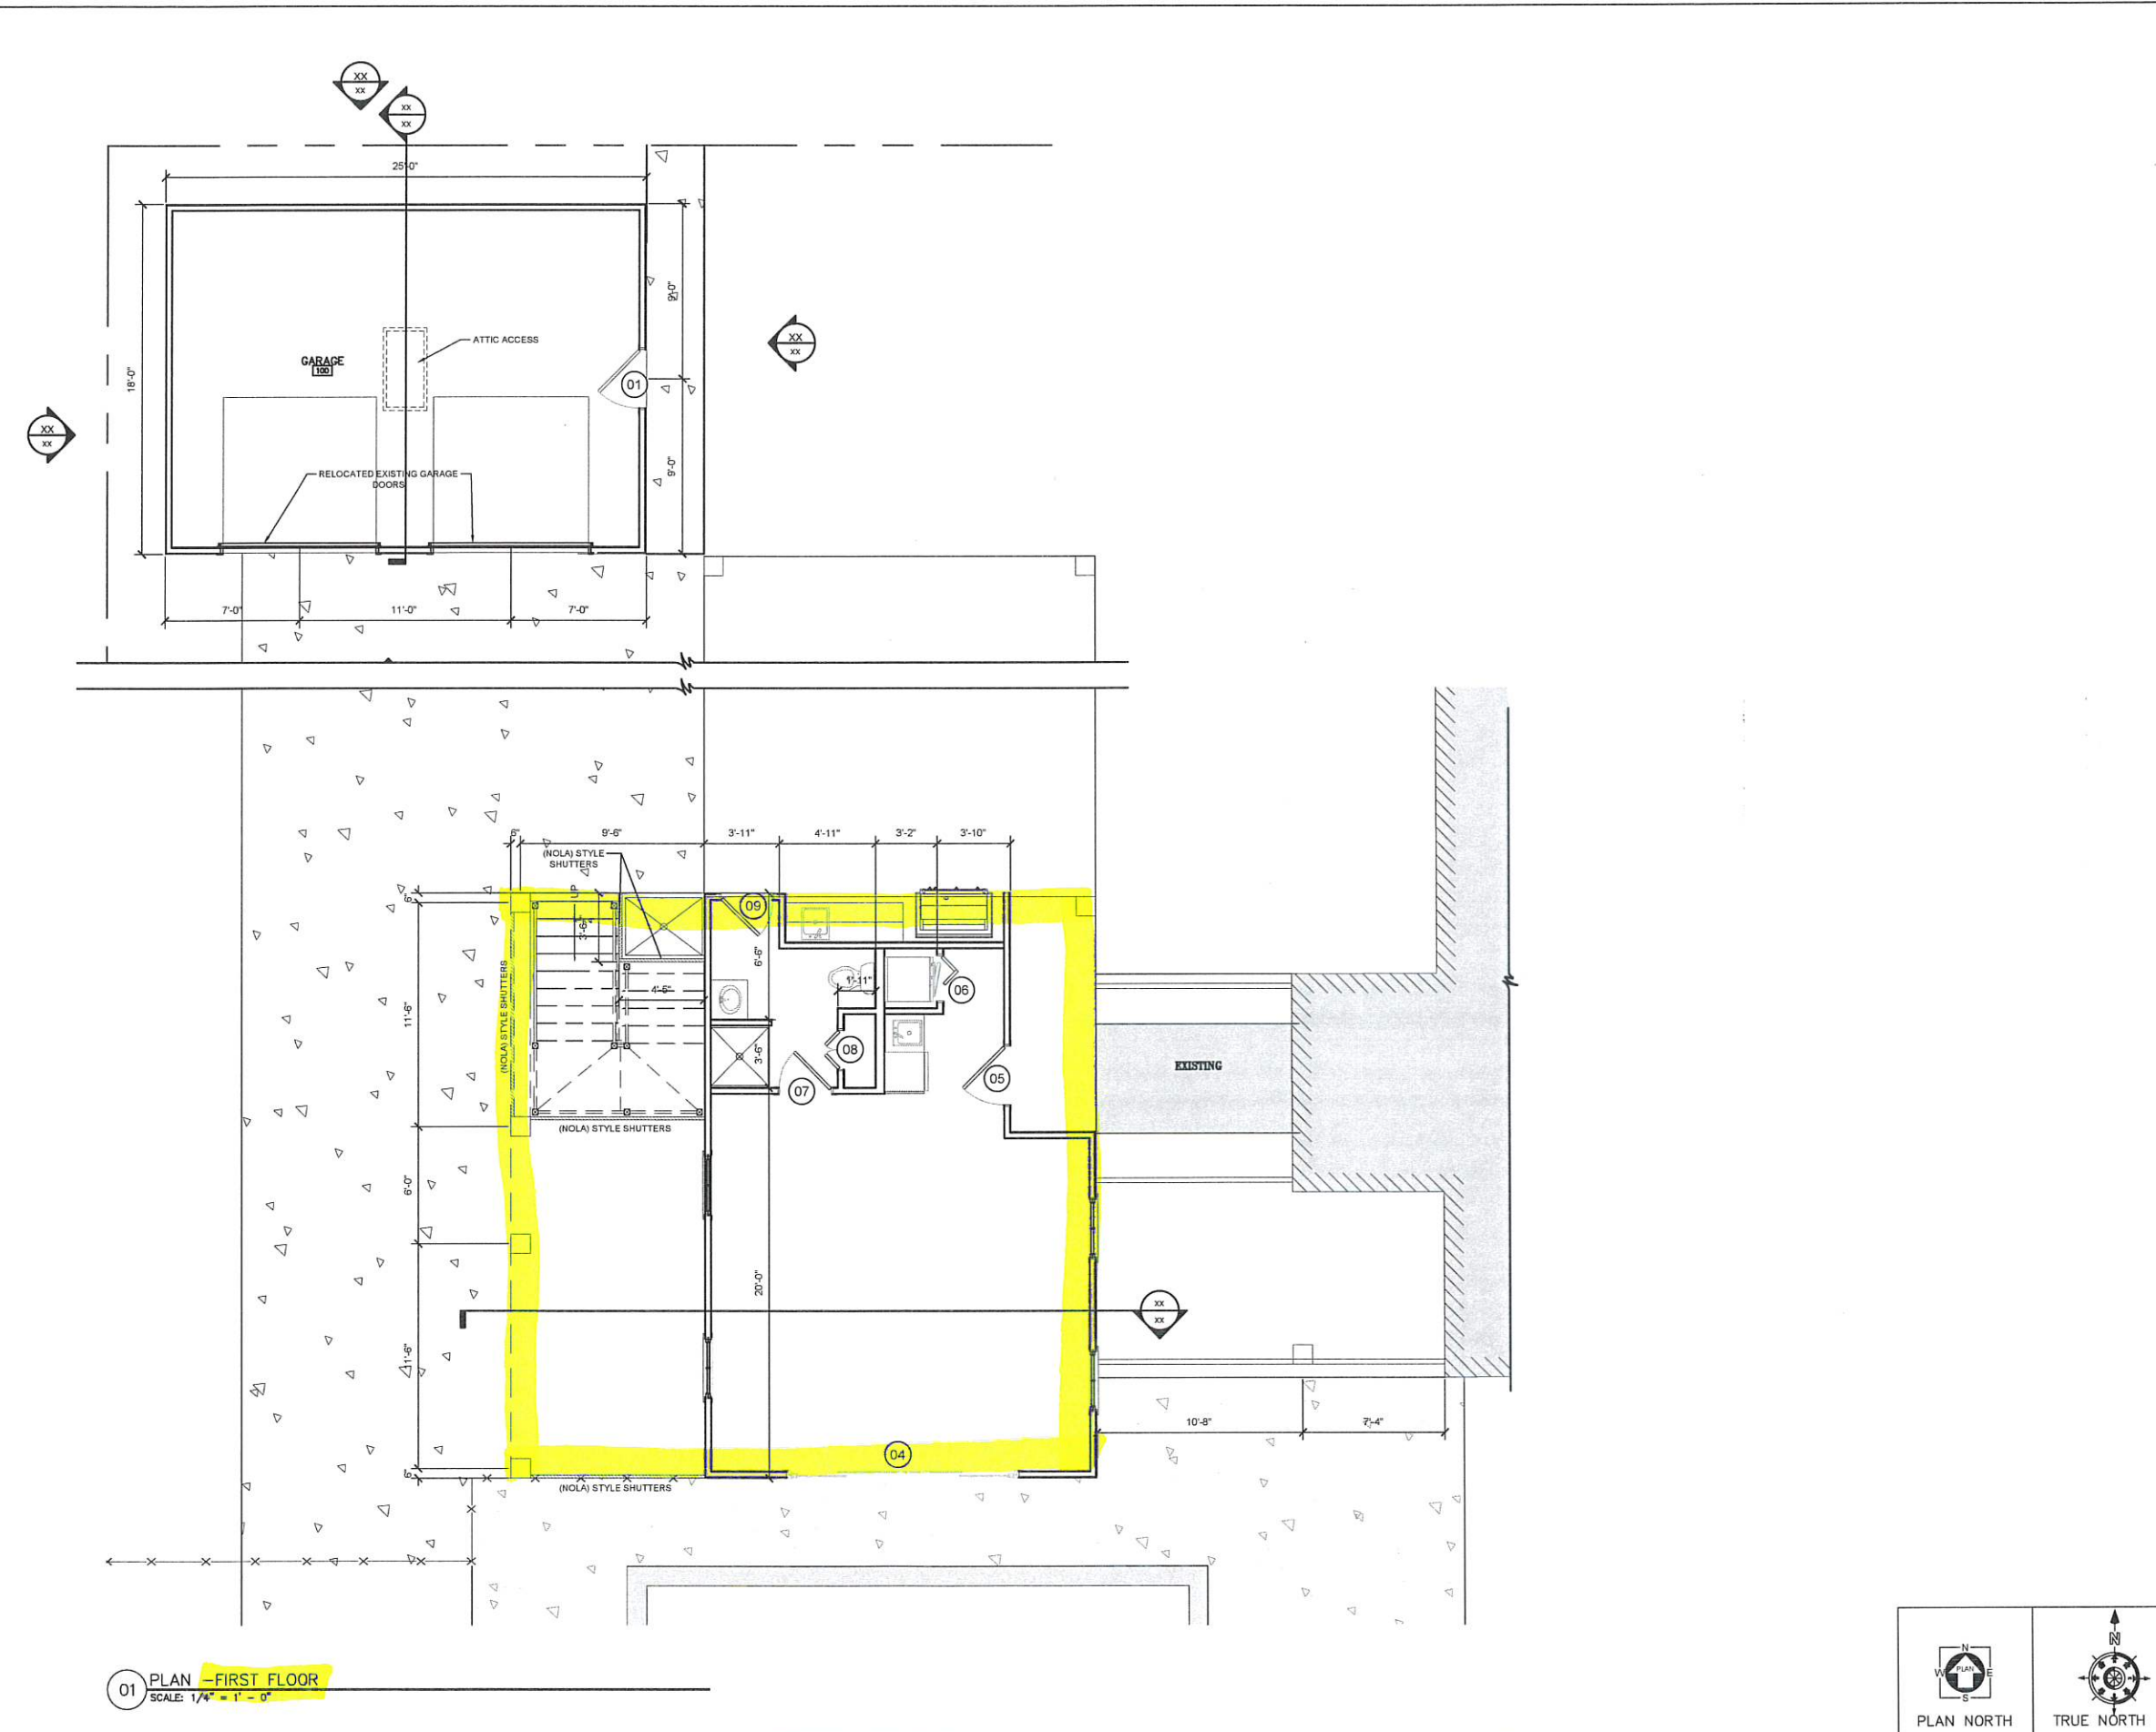 XX
XX
XX
XX
25'-0"
9'-0"
ATTIC ACCESS
GARAGE
100
18'-0"
01
XX
XX
XX
XX
RELOCATED EXISTING GARAGE
DOORS
9'-0"
7'-0"
11'-0"
7'-0"
6"
9'-6"
3'-11"
4'-11"
3'-2"
3'-10"
(NOLA) STYLE
SHUTTERS
UP
6"
09
3'-6"
6'-6"
(NOLA) STYLE SHUTTERS
4'-5"
1'-11"
06
11'-6"
3'-6"
08
07
05
EXISTING
(NOLA) STYLE SHUTTERS
6'-0"
20'-0"
XX
XX
11'-6"
10'-8"
7'-4"
04
6"
(NOLA) STYLE SHUTTERS
01
PLAN -FIRST FLOOR
SCALE: 1/4" = 1' - 0"
N
W PLAN E
S
PLAN NORTH
N
TRUE NORTH